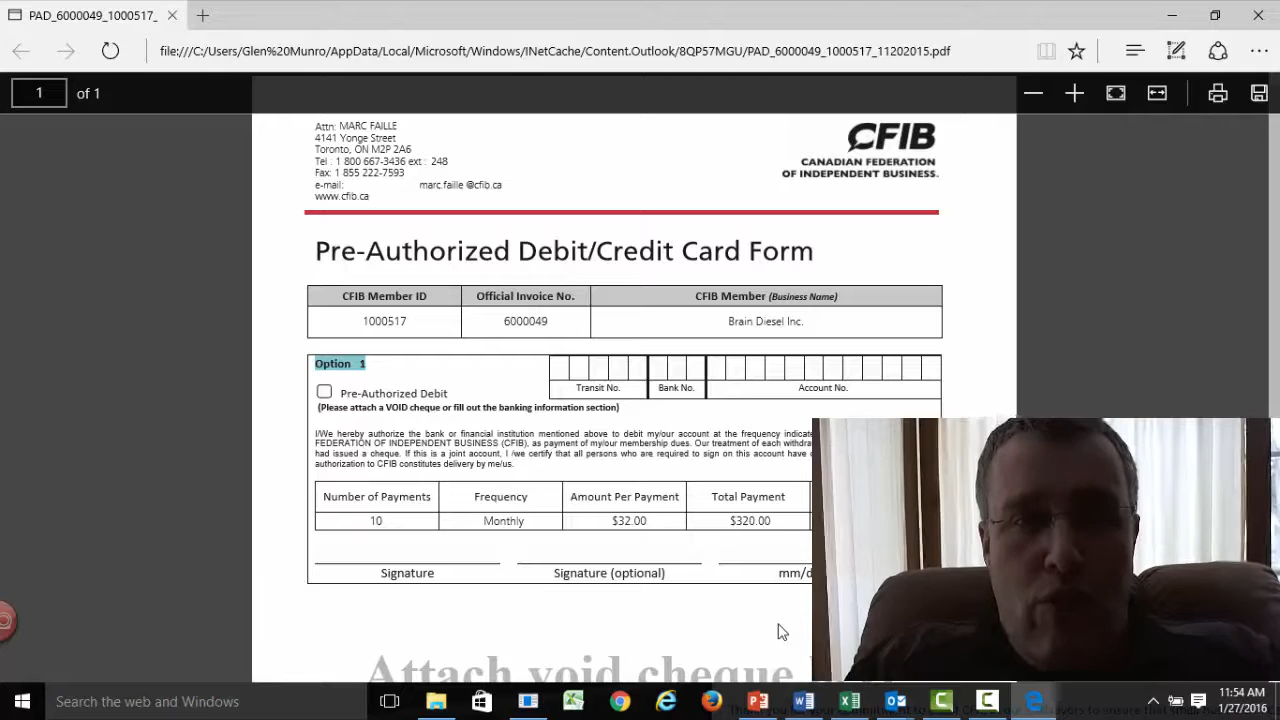 PAD_6000049_1000517_
file:///C:/Users/Glen%20Munro/AppData/Local/Microsoft/Windows/INetCache/Content.Outlook/8QP57MGU/PAD_6000049_1000517_11202015.pdf
1 of 1
Attn: MARC FAILLE
4141 Yonge Street
Toronto, ON M2P 2A6
Tel : 1 800 667-3436 ext : 248
Fax: 1 855 222-7593
e-mail: marc.faille @cfib.ca
www.cfib.ca
CFIB
CANADIAN FEDERATION
OF INDEPENDENT BUSINESS.
Pre-Authorized Debit/Credit Card Form
CFIB Member ID Official Invoice No. CFIB Member (Business Name)
1000517 6000049 Brain Diesel Inc.
Option 1
Transit No. Bank No. Account No.
Pre-Authorized Debit
(Please attach a VOID cheque or fill out the banking information section)
I/We hereby authorize the bank or financial institution mentioned above to debit my/our account at the frequency indicate
FEDERATION OF INDEPENDENT BUSINESS (CFIB), as payment of my/our membership dues. Our treatment of each withdra
had issued a cheque. If this is a joint account, I /we certify that all persons who are required to sign on this account have
authorization to CFIB constitutes delivery by me/us.
Number of Payments Frequency Amount Per Payment Total Payment
10 Monthly $32.00 $320.00
Signature Signature (optional) mm/d
Attach void cheque
Search the web and Windows
11:54 AM
1/27/2016